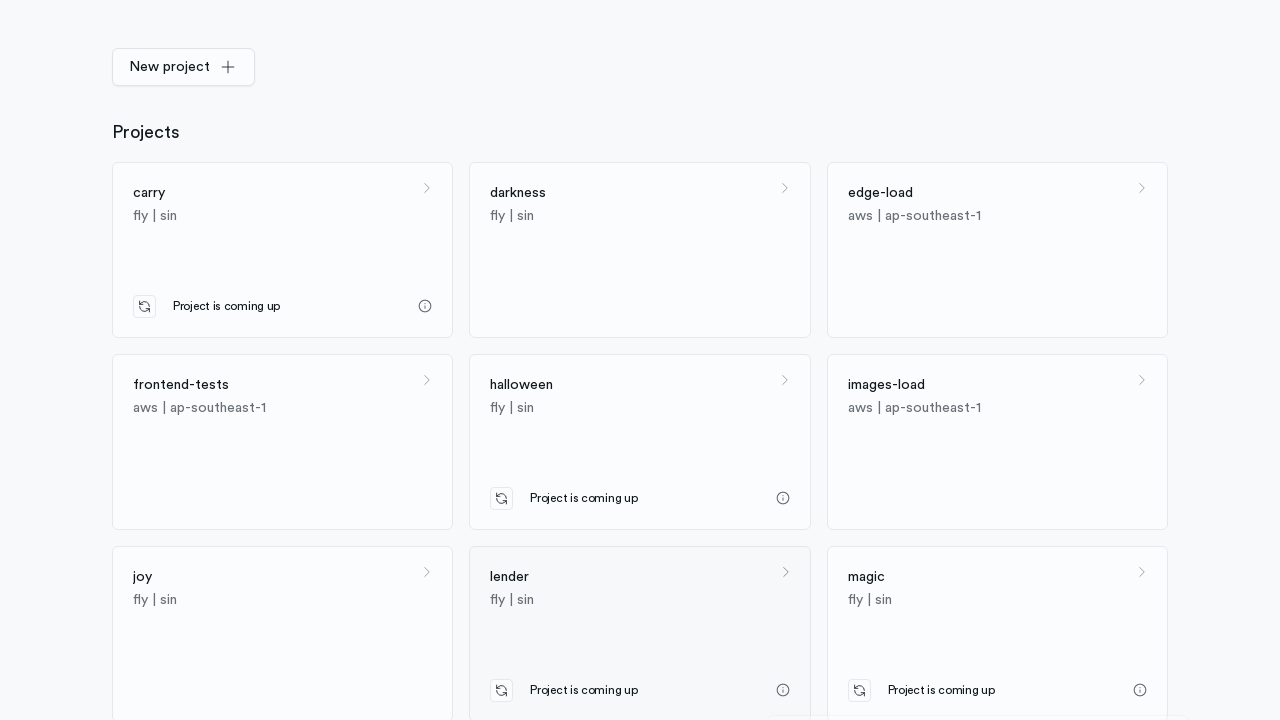 New project
Projects
carry
fly | sin
Project is coming up
darkness
fly | sin
edge-load
aws | ap-southeast-1
frontend-tests
aws | ap-southeast-1
halloween
fly | sin
Project is coming up
images-load
aws | ap-southeast-1
joy
fly | sin
lender
fly | sin
Project is coming up
magic
fly | sin
Project is coming up